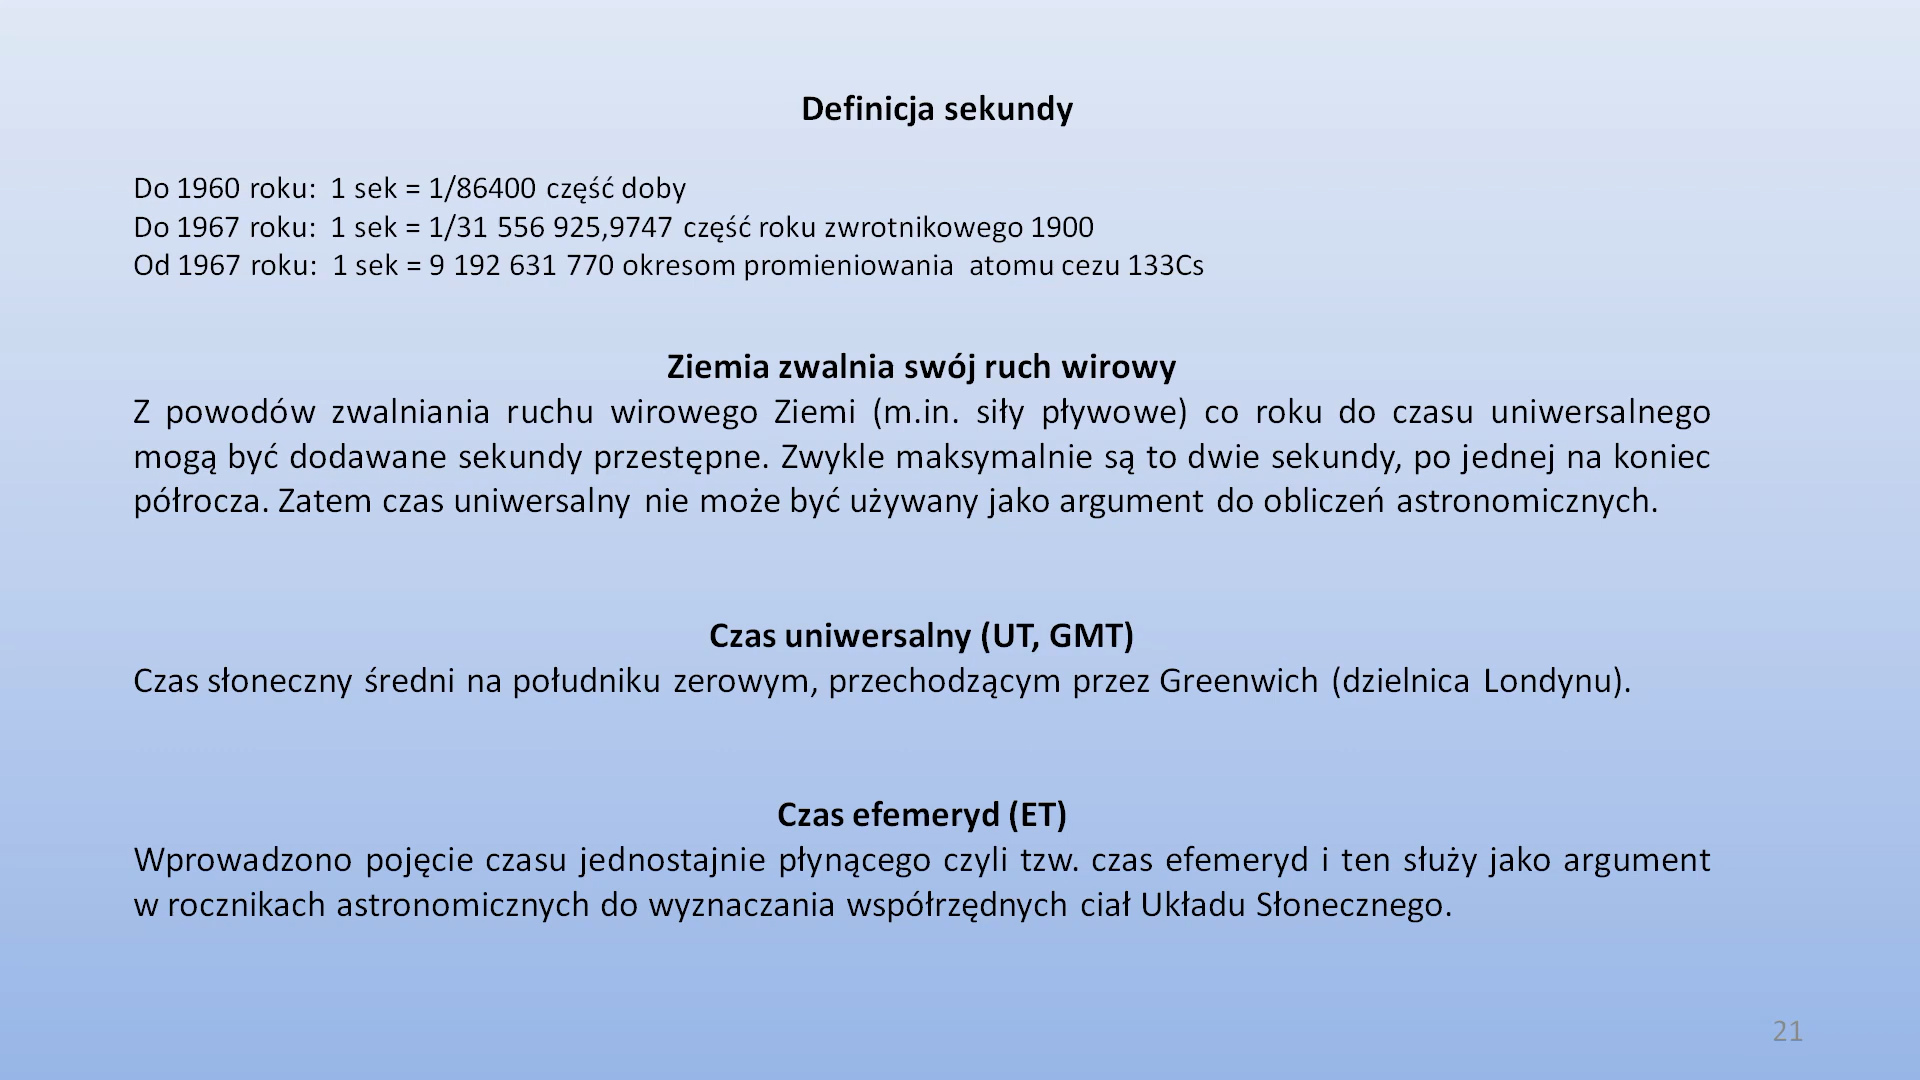 Definicja sekundy
Do 1960 roku: 1 sek = 1/86400 część doby
Do 1967 roku: 1 sek = 1/31 556 925,9747 część roku zwrotnikowego 1900
Od 1967 roku: 1 sek = 9 192 631 770 okresom promieniowania atomu cezu 133Cs
Ziemia zwalnia swój ruch wirowy
Z powodów zwalniania ruchu wirowego Ziemi (m.in. siły pływowe) co roku do czasu uniwersalnego
mogą być dodawane sekundy przestępne. Zwykle maksymalnie są to dwie sekundy, po jednej na koniec
półrocza. Zatem czas uniwersalny nie może być używany jako argument do obliczeń astronomicznych.
Czas uniwersalny (UT, GMT)
Czas słoneczny średni na południku zerowym, przechodzącym przez Greenwich (dzielnica Londynu).
Czas efemeryd (ET)
Wprowadzono pojęcie czasu jednostajnie płynącego czyli tzw. czas efemeryd i ten służy jako argument
w rocznikach astronomicznych do wyznaczania współrzędnych ciał Układu Słonecznego.
21